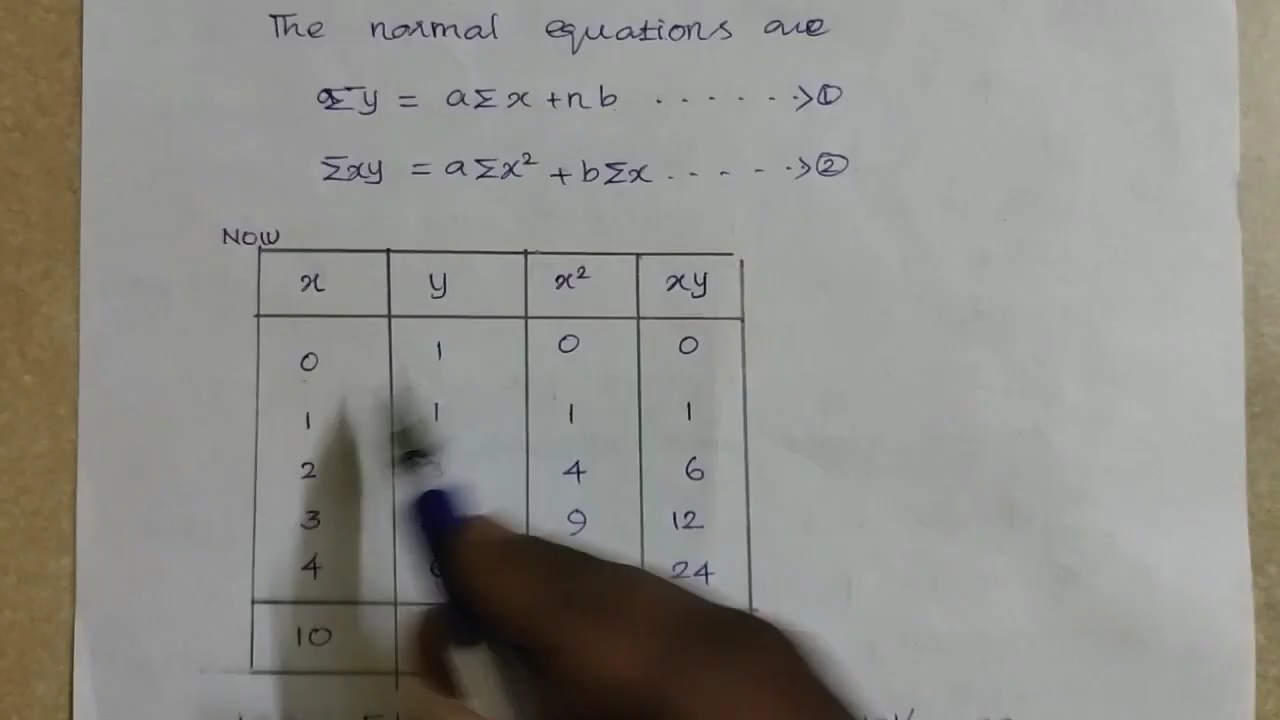 The normal equations are
Σy = aΣx + nb ......→①
Σxy = aΣx² + bΣx.....→②
NOW
x y x² xy
0 1 0 0
1 1 1 1
2 4 6
3 9 12
4 24
10